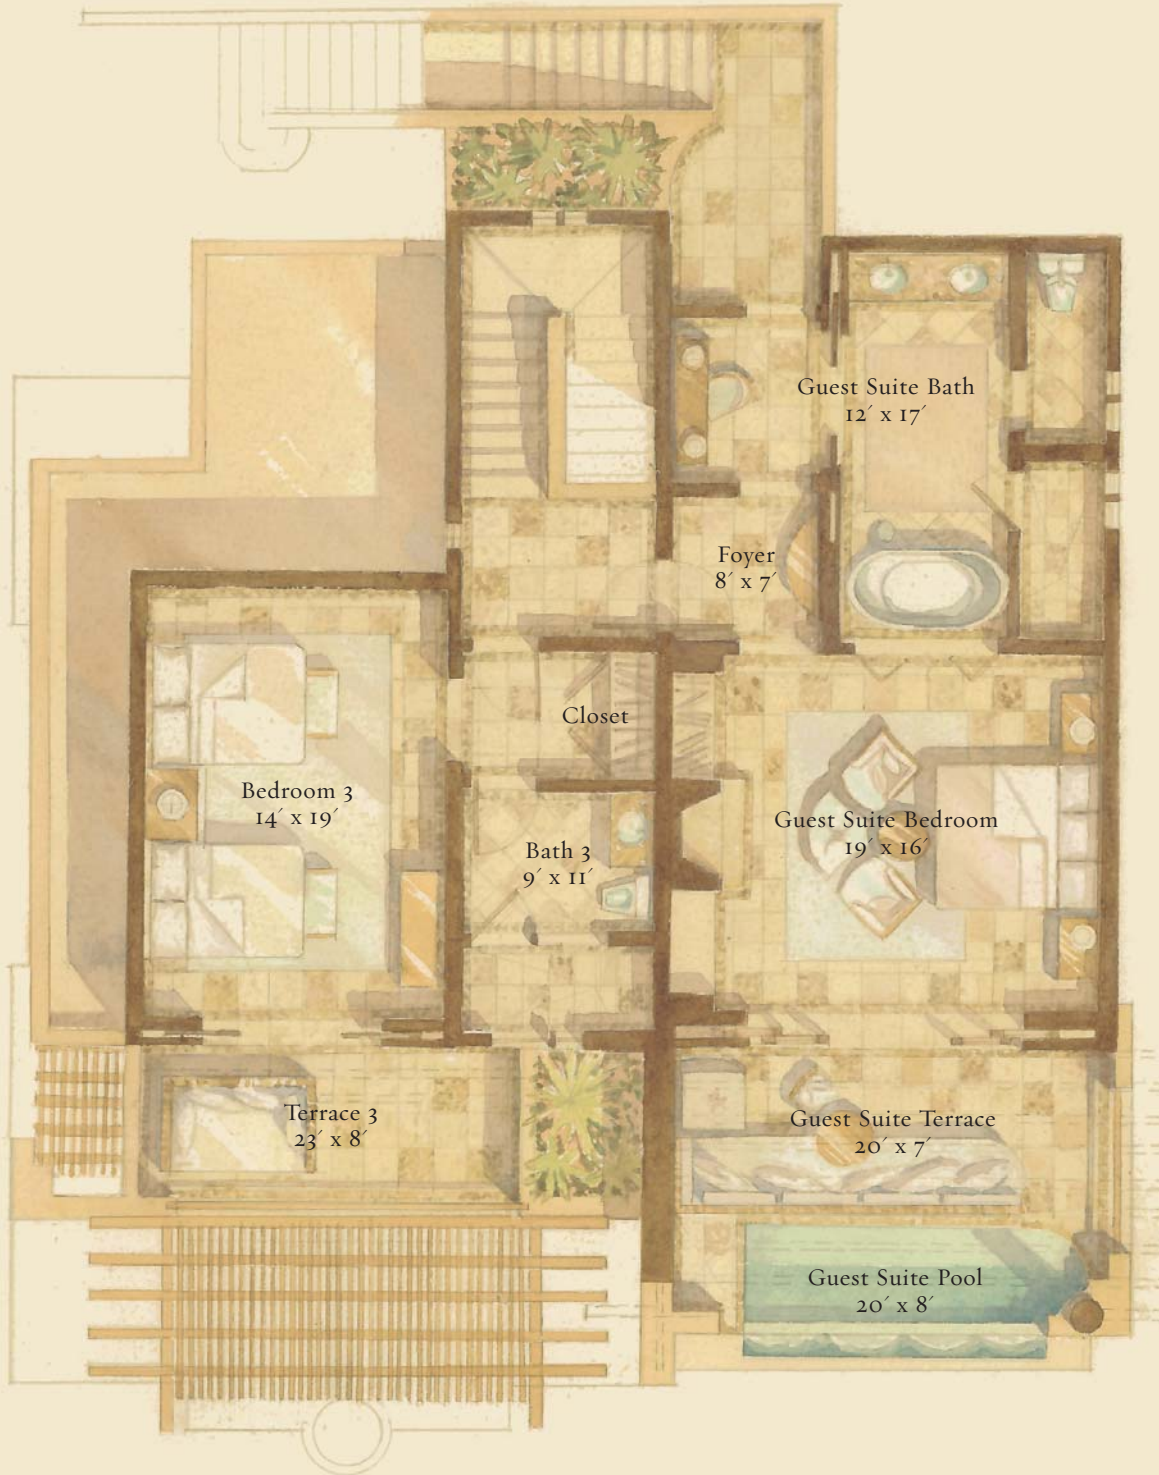 Guest Suite Bath
12´ x 17´
Foyer
8´ x 7´
Closet
Bedroom 3
14´ x 19´
Guest Suite Bedroom
19´ x 16´
Bath 3
9´ x 11´
Terrace 3
23´ x 8´
Guest Suite Terrace
20´ x 7´
Guest Suite Pool
20´ x 8´